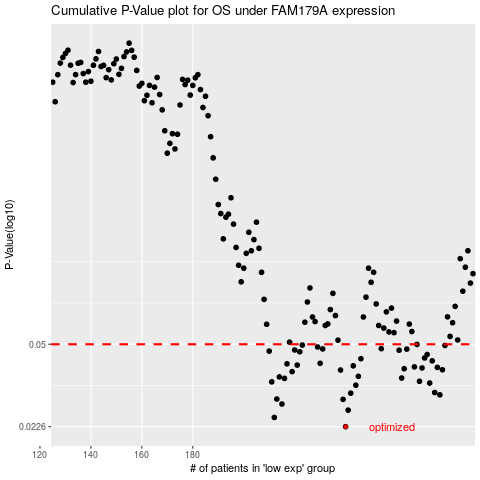 Cumulative P-Value plot for OS under FAM179A expression
P-Value(log10)
0.05
0.0226
optimized
120 140 160 180
# of patients in 'low exp' group